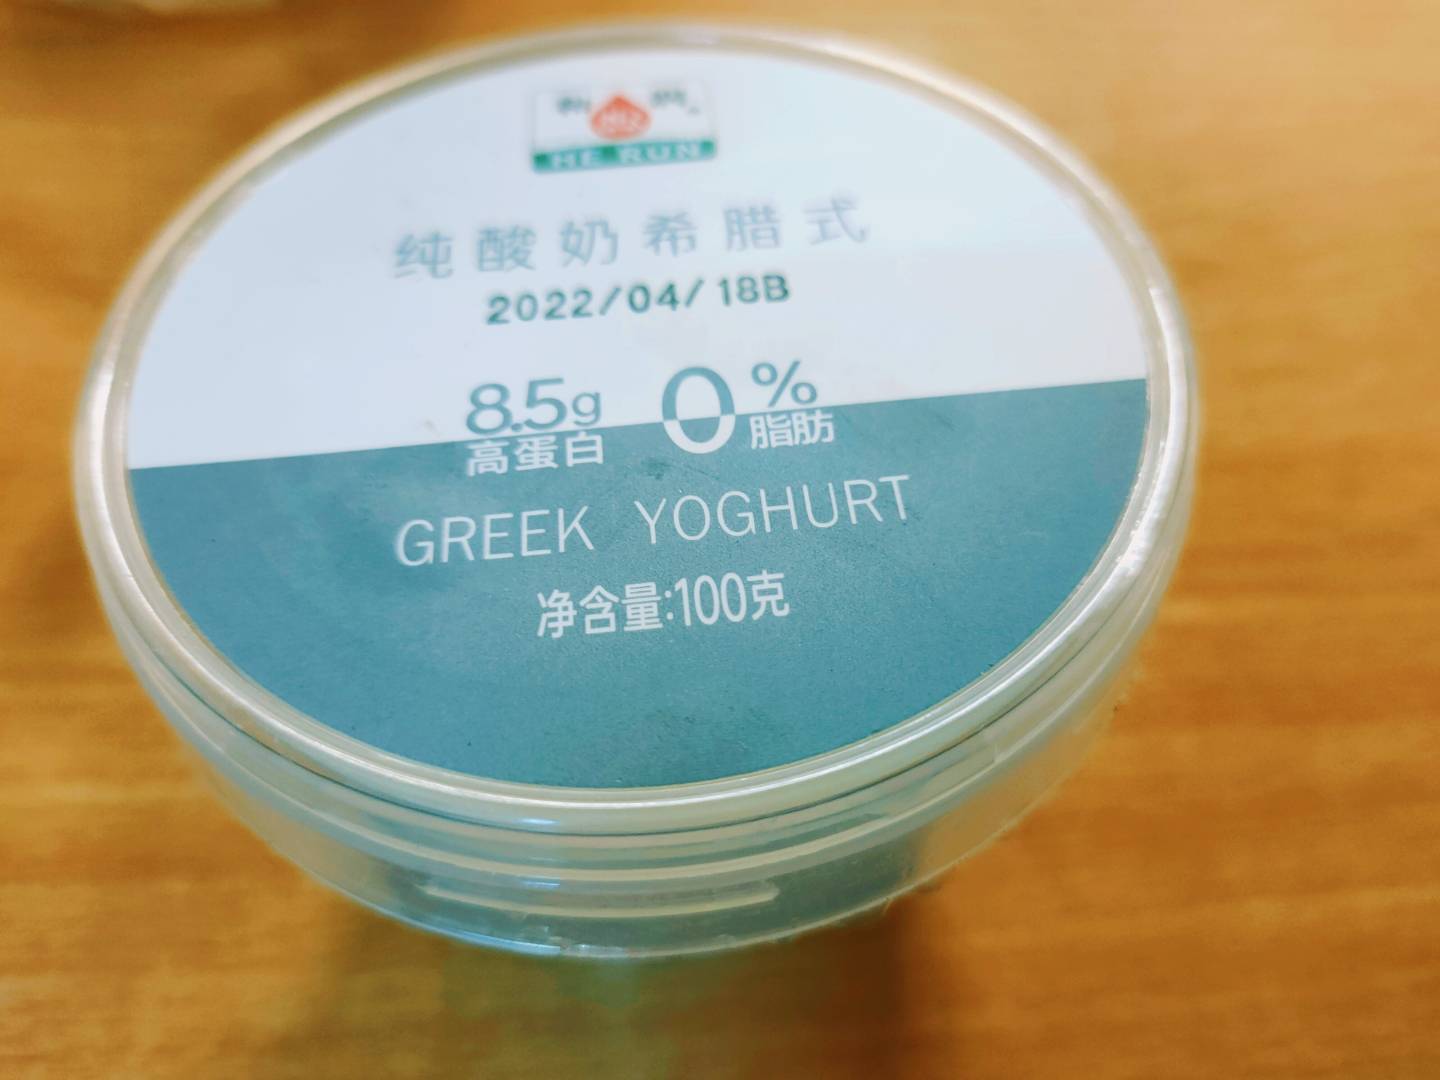 HE RUN
纯酸奶希腊式
2022/04/18B
8.5g 0%
高蛋白 脂肪
GREEK YOGHURT
净含量:100克